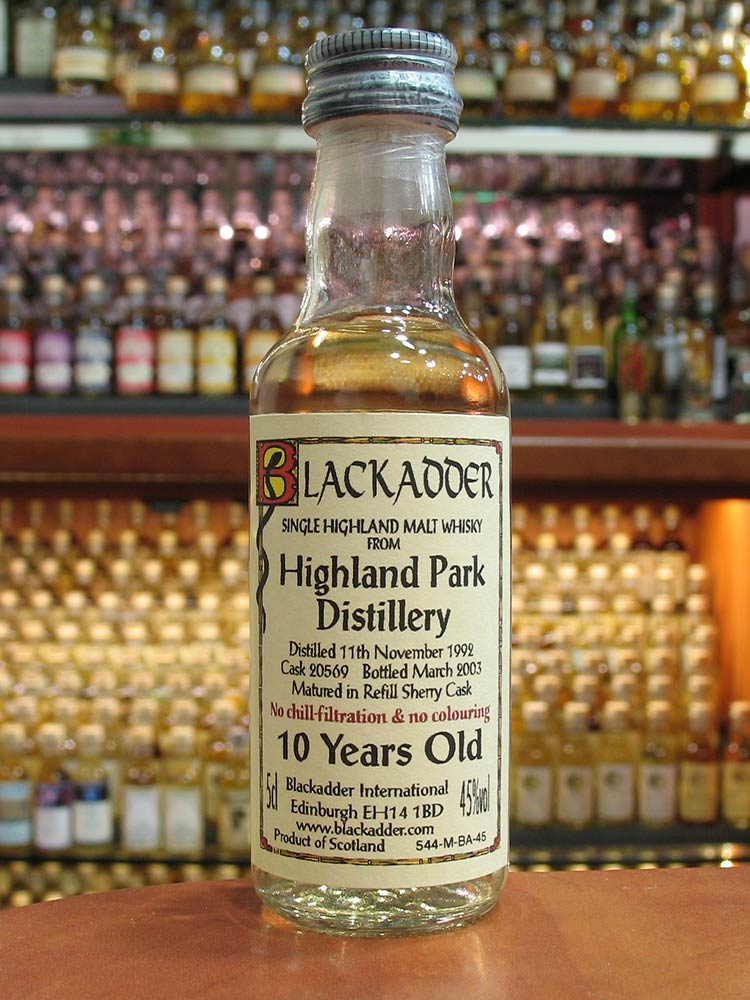 BLACKADDER
SINGLE HIGHLAND MALT WHISKY
FROM
Highland Park
Distillery
Distilled 11th November 1992
Cask 20569 Bottled March 2003
Matured in Refill Sherry Cask
No chill-filtration & no colouring
10 Years Old
5cl Blackadder International 45%vol
Edinburgh EH14 1BD
www.blackadder.com
Product of Scotland 544-M-BA-45